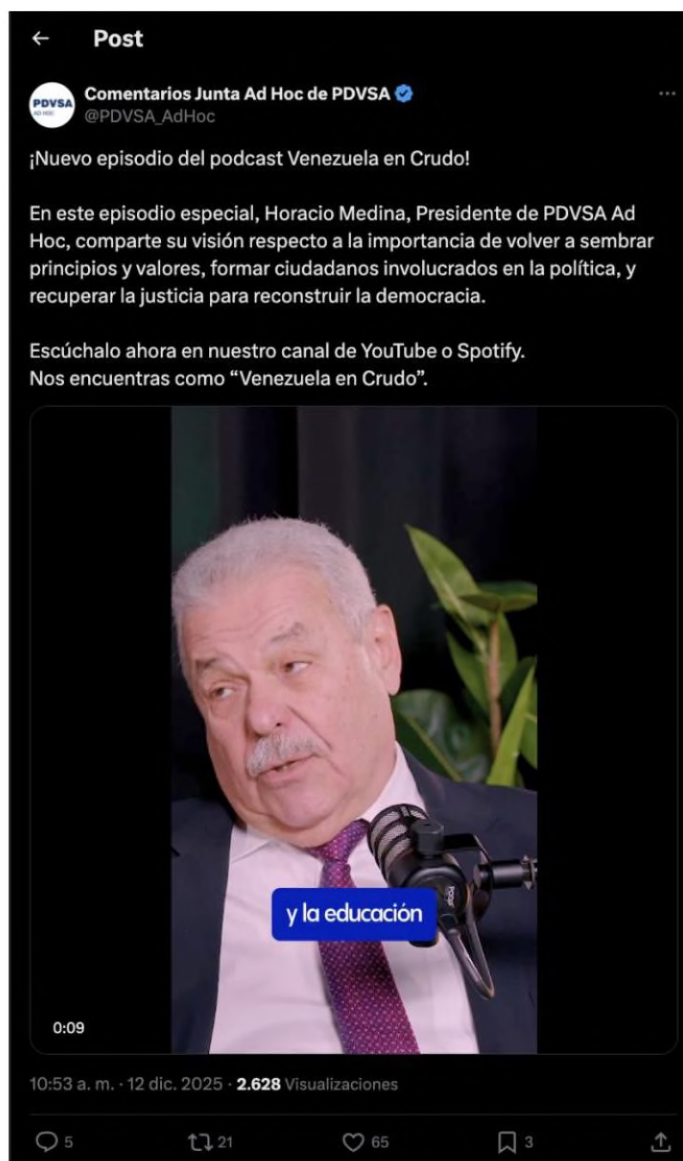 Post
Comentarios Junta Ad Hoc de PDVSA
PDVSA
AD HOC
@PDVSA_AdHoc
¡Nuevo episodio del podcast Venezuela en Crudo!
En este episodio especial, Horacio Medina, Presidente de PDVSA Ad
Hoc, comparte su visión respecto a la importancia de volver a sembrar
principios y valores, formar ciudadanos involucrados en la política, y
recuperar la justicia para reconstruir la democracia.
Escúchalo ahora en nuestro canal de YouTube o Spotify.
Nos encuentras como “Venezuela en Crudo”.
y la educación
0:09
10:53 a. m. · 12 dic. 2025 · 2.628 Visualizaciones
5 21 65 3